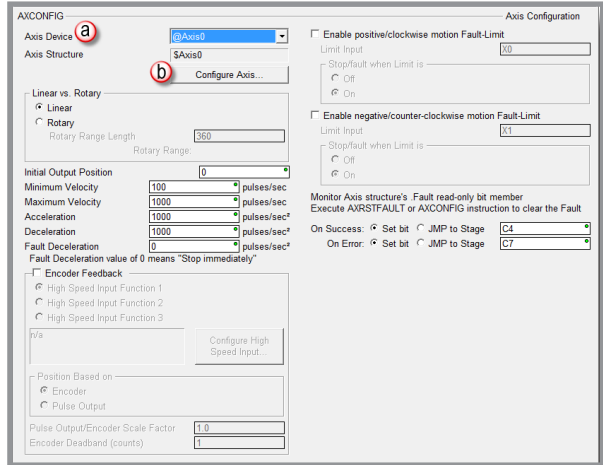 AXCONFIG
Axis Configuration
Axis Device
a
@Axis0
Axis Structure
$Axis0
b
Configure Axis...
Linear vs. Rotary
Linear
Rotary
Rotary Range Length
360
Rotary Range:
Initial Output Position
0
Minimum Velocity
100
pulses/sec
Maximum Velocity
1000
pulses/sec
Acceleration
1000
pulses/sec²
Deceleration
1000
pulses/sec²
Fault Deceleration
0
pulses/sec²
Fault Deceleration value of 0 means "Stop immediately"
Encoder Feedback
High Speed Input Function 1
High Speed Input Function 2
High Speed Input Function 3
n/a
Configure High
Speed Input...
Position Based on
Encoder
Pulse Output
Pulse Output/Encoder Scale Factor
1.0
Encoder Deadband (counts)
1
Enable positive/clockwise motion Fault-Limit
Limit Input
X0
Stop/fault when Limit is
Off
On
Enable negative/counter-clockwise motion Fault-Limit
Limit Input
X1
Stop/fault when Limit is
Off
On
Monitor Axis structure's .Fault read-only bit member
Execute AXRSTFAULT or AXCONFIG instruction to clear the Fault
On Success:
Set bit
JMP to Stage
C4
On Error:
Set bit
JMP to Stage
C7